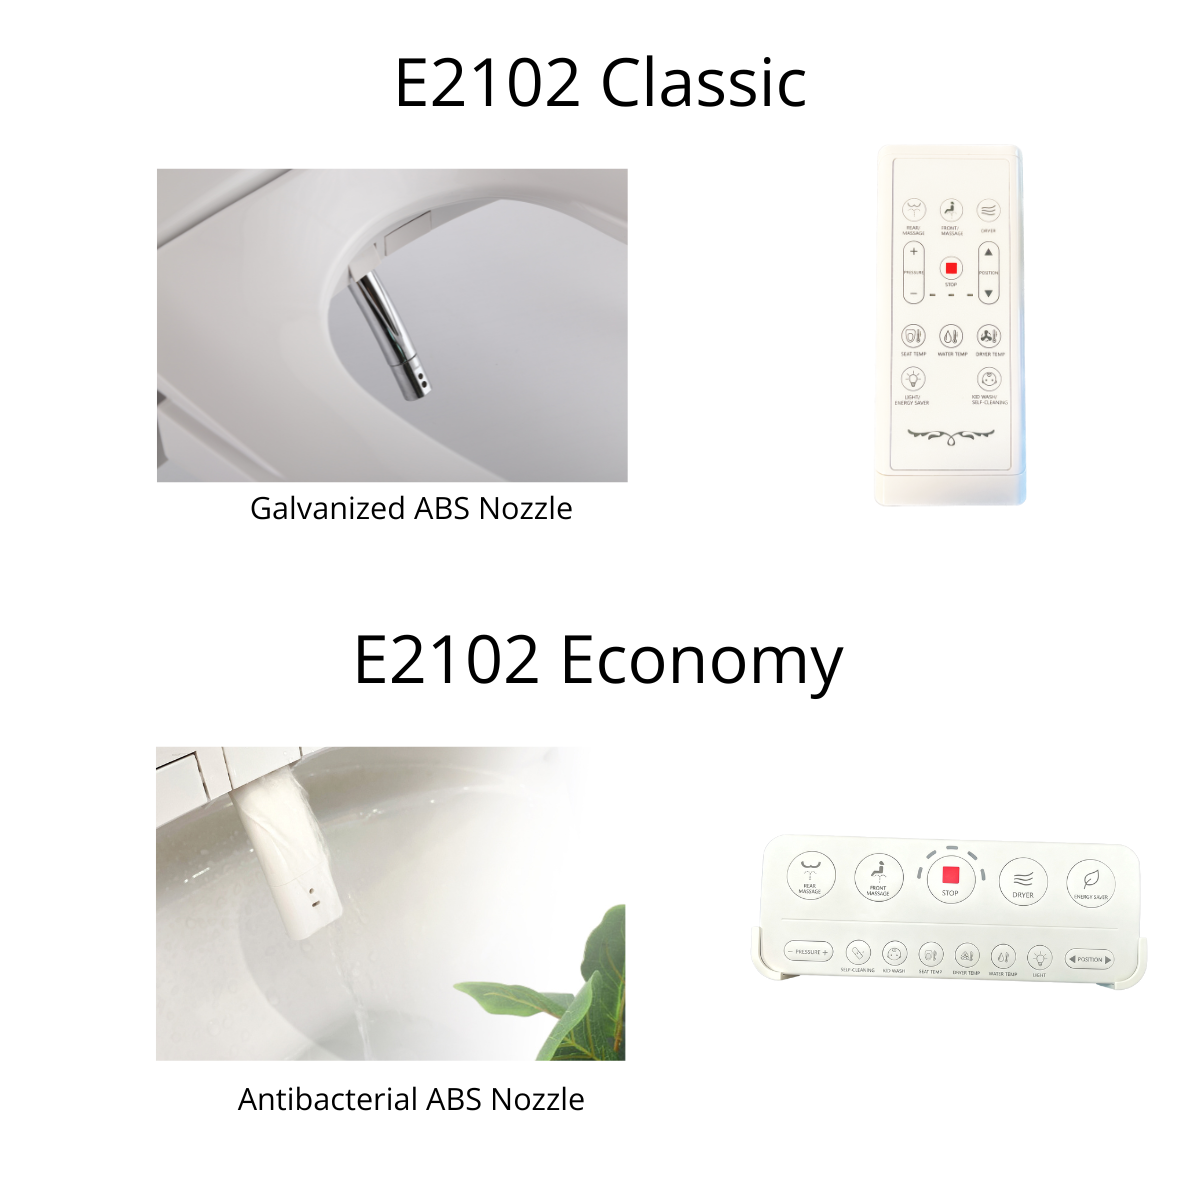 E2102 Classic
REAR/
MASSAGE
FRONT/
MASSAGE
DRYER
+
PRESSURE
−
STOP
POSITION
SEAT TEMP
WATER TEMP
DRYER TEMP
LIGHT/
ENERGY SAVER
KID WASH/
SELF-CLEANING
Galvanized ABS Nozzle
E2102 Economy
REAR
MASSAGE
FRONT
MASSAGE
STOP
DRYER
ENERGY SAVER
− PRESSURE +
SELF-CLEANING
KID WASH
SEAT TEMP
DRYER TEMP
WATER TEMP
LIGHT
POSITION
Antibacterial ABS Nozzle